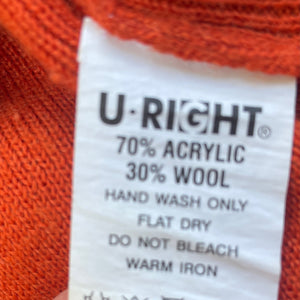 U·RIGHT®
70% ACRYLIC
30% WOOL
HAND WASH ONLY
FLAT DRY
DO NOT BLEACH
WARM IRON